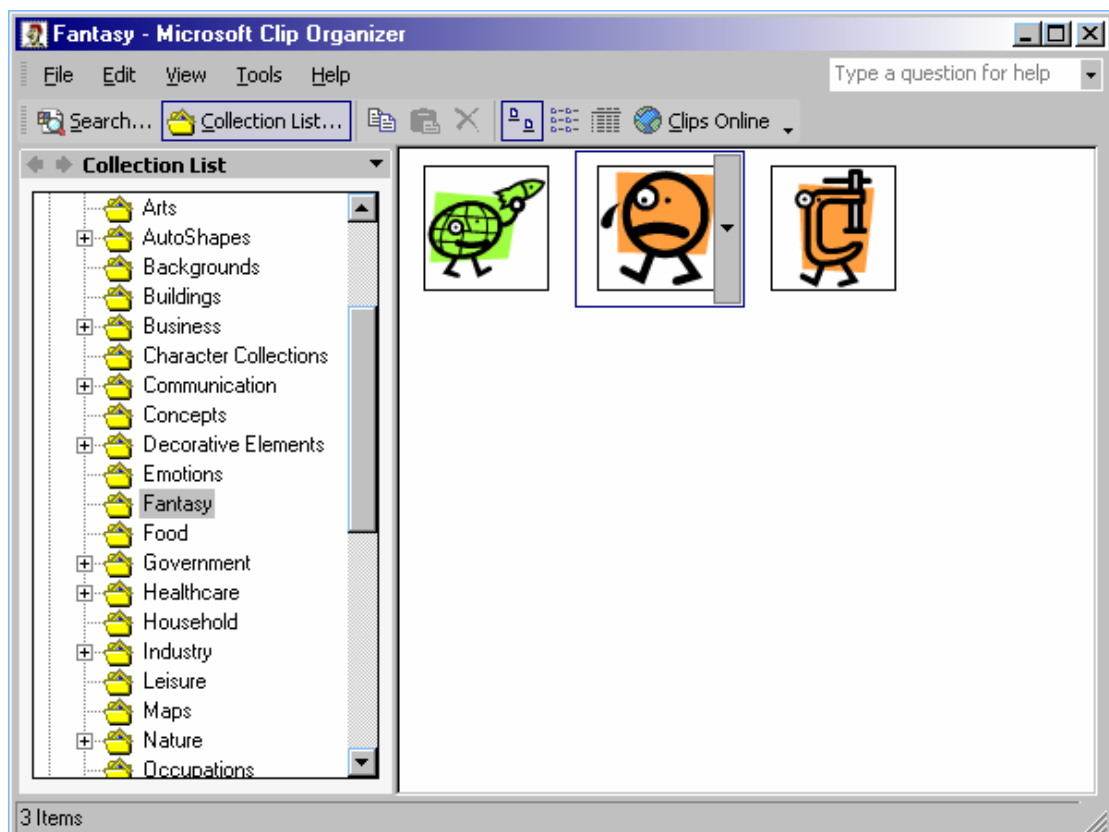 Fantasy - Microsoft Clip Organizer
File Edit View Tools Help Type a question for help
Search... Collection List... Clips Online
Collection List
Arts
AutoShapes
Backgrounds
Buildings
Business
Character Collections
Communication
Concepts
Decorative Elements
Emotions
Fantasy
Food
Government
Healthcare
Household
Industry
Leisure
Maps
Nature
Occupations
3 Items